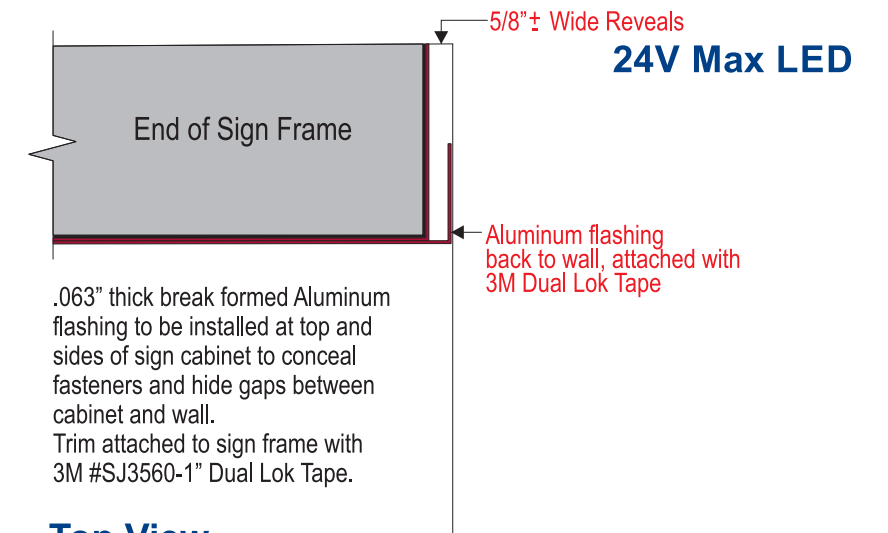 5/8”± Wide Reveals
24V Max LED
End of Sign Frame
Aluminum flashing
back to wall, attached with
3M Dual Lok Tape
.063” thick break formed Aluminum
flashing to be installed at top and
sides of sign cabinet to conceal
fasteners and hide gaps between
cabinet and wall.
Trim attached to sign frame with
3M #SJ3560-1” Dual Lok Tape.
Top View